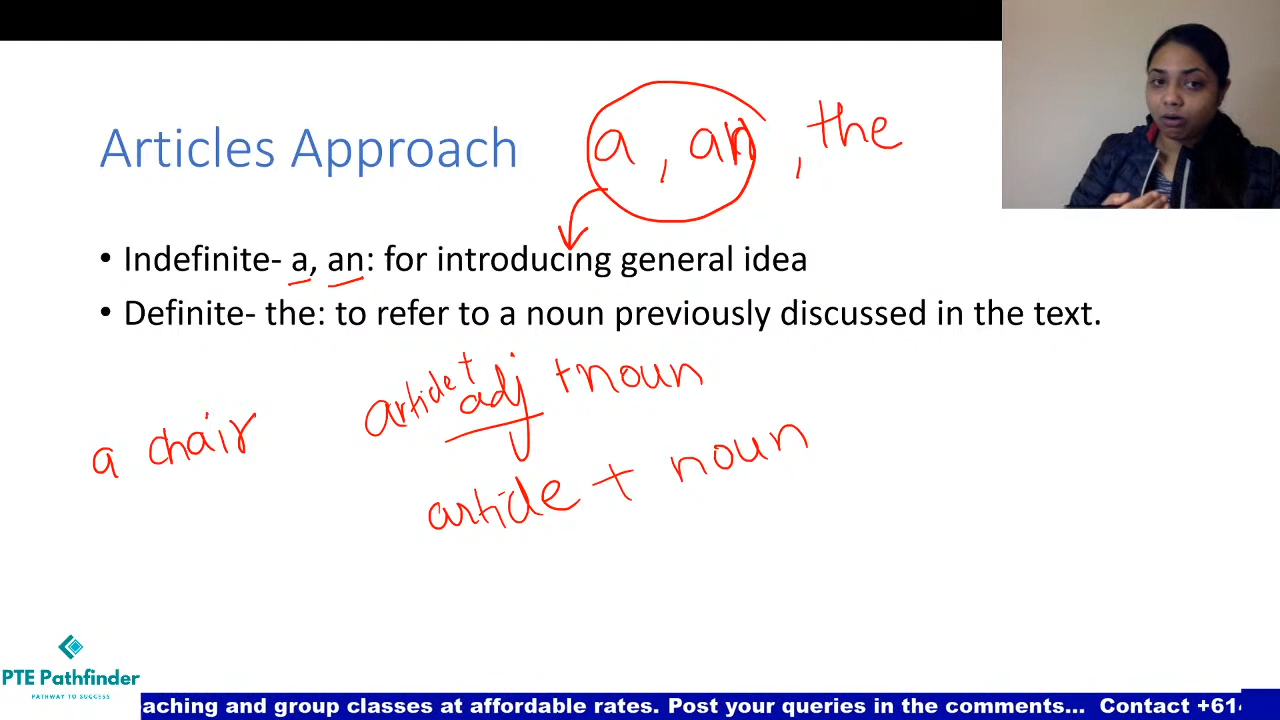 Articles Approach
a, an, the
• Indefinite- a, an: for introducing general idea
• Definite- the: to refer to a noun previously discussed in the text.
article + adj + noun
a chair
article + noun
PTE Pathfinder
PATHWAY TO SUCCESS
aching and group classes at affordable rates. Post your queries in the comments... Contact +61